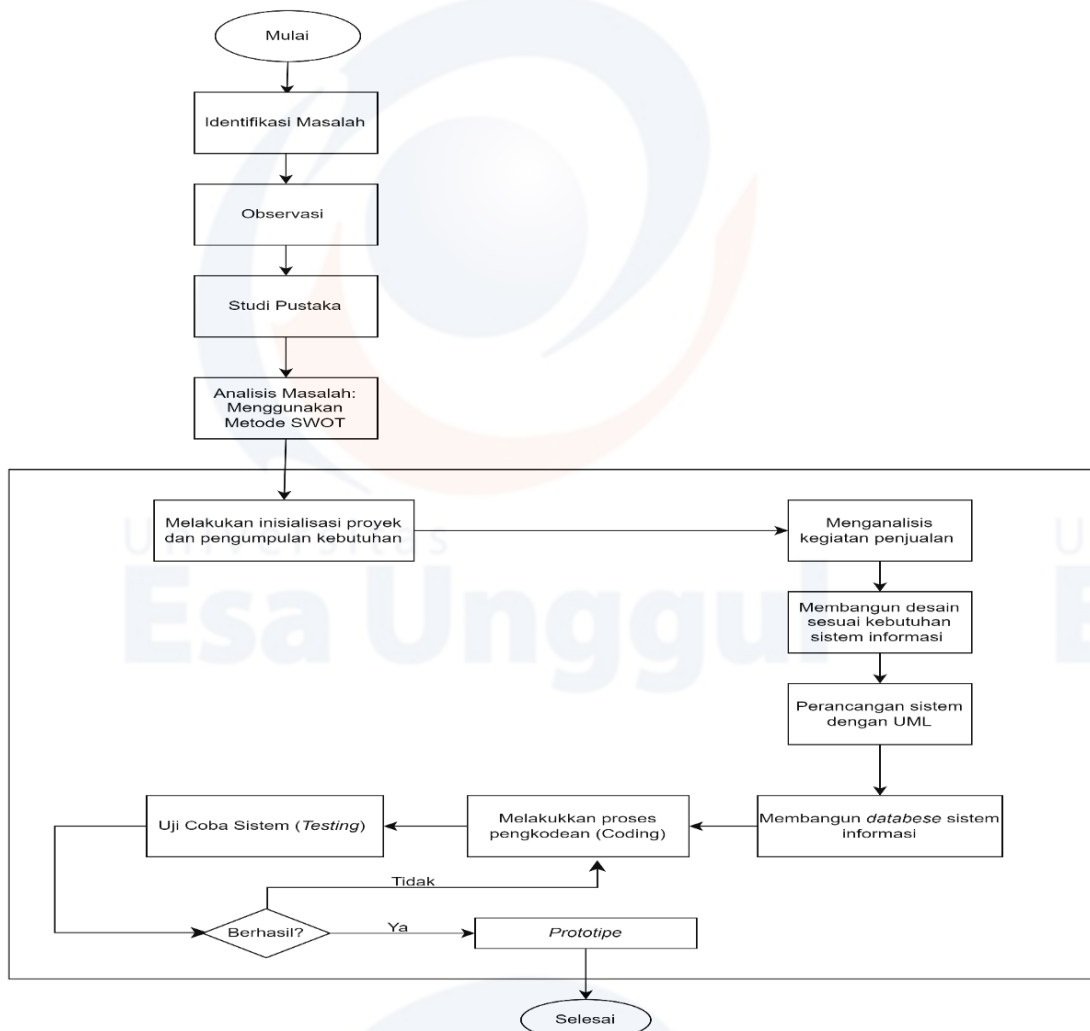 Mulai
Identifikasi Masalah
Observasi
Studi Pustaka
Analisis Masalah:
Menggunakan
Metode SWOT
Melakukan inisialisasi proyek
dan pengumpulan kebutuhan
Menganalisis
kegiatan penjualan
Membangun desain
sesuai kebutuhan
sistem informasi
Perancangan sistem
dengan UML
Membangun databese sistem
informasi
Melakukkan proses
pengkodean (Coding)
Uji Coba Sistem (Testing)
Tidak
Berhasil?
Ya
Prototipe
Selesai
Universitas
Esa Unggul
U
E